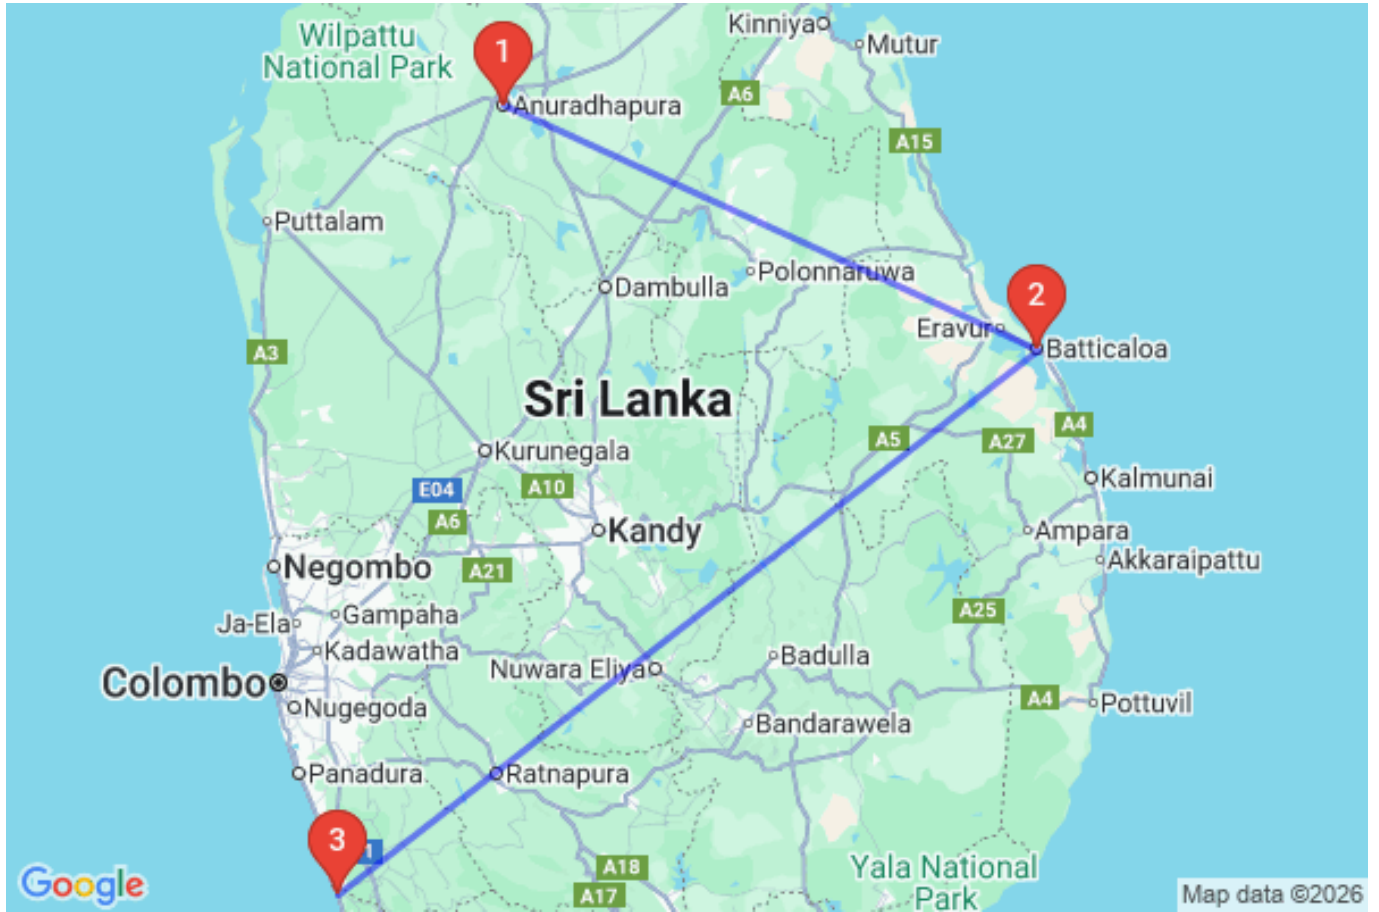 Kinniya
Wilpattu
National Park
Mutur
1
A6
Anuradhapura
A15
Puttalam
Polonnaruwa
Dambulla
2
Eravur
Batticaloa
A3
Sri Lanka
A4
A5
A27
Kurunegala
Kalmunai
E04
A10
A6
Kandy
Ampara
Akkaraipattu
Negombo
A21
Gampaha
A25
Ja-Ela
Kadawatha
Badulla
Nuwara Eliya
Colombo
A4
Pottuvil
Nugegoda
Bandarawela
Panadura
Ratnapura
3
A18
Yala National
Park
Google
A17
Map data ©2026